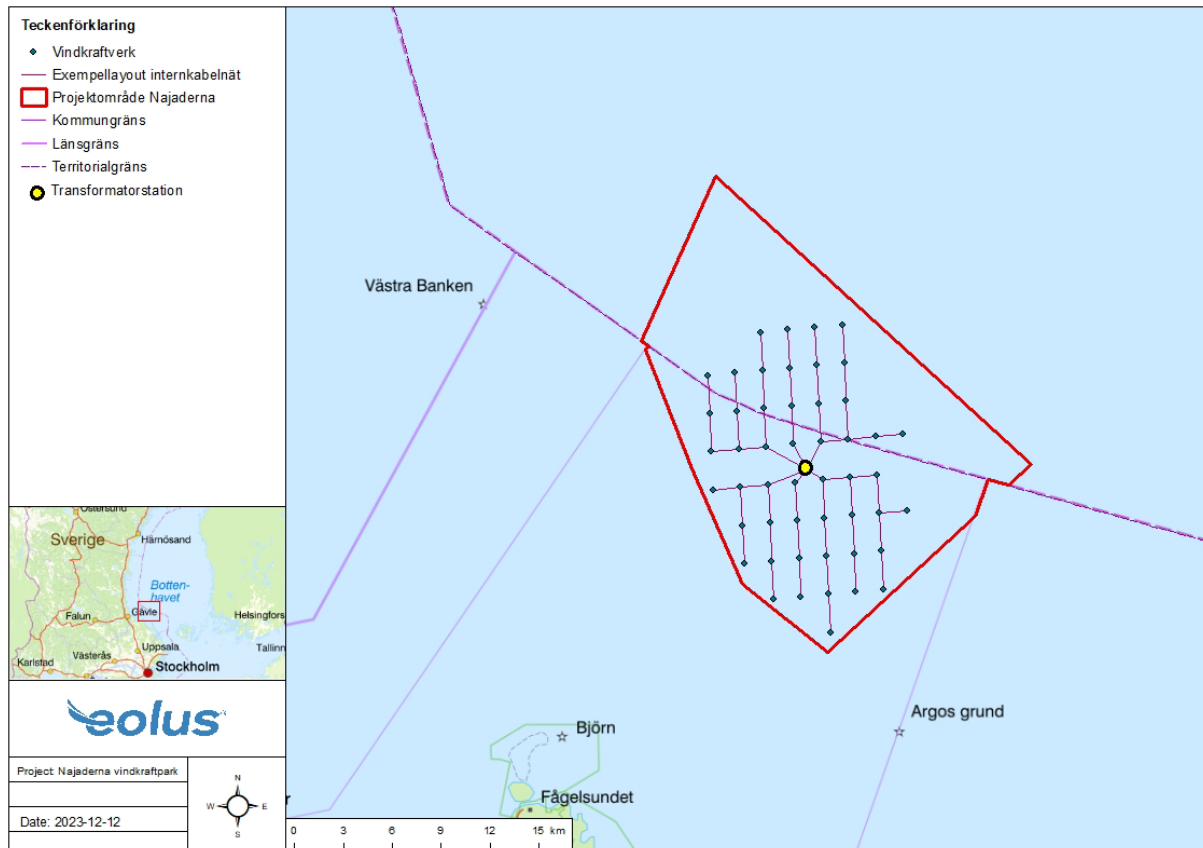 Teckenförklaring
Vindkraftverk
Exempellayout internkabelnät
Projektområde Najaderna
Kommungräns
Länsgräns
Territorialgräns
Transformatorstation
Västra Banken
Argos grund
Björn
Fågelsundet
r
Östersund
Sverige
Härnösand
Botten-
havet
Falun
Gävle
Helsingfors
Uppsala
Tallinn
Karlstad
Västerås
Stockholm
eolus
Project: Najaderna vindkraftpark
Date: 2023-12-12
N
W E
S
0 3 6 9 12 15 km